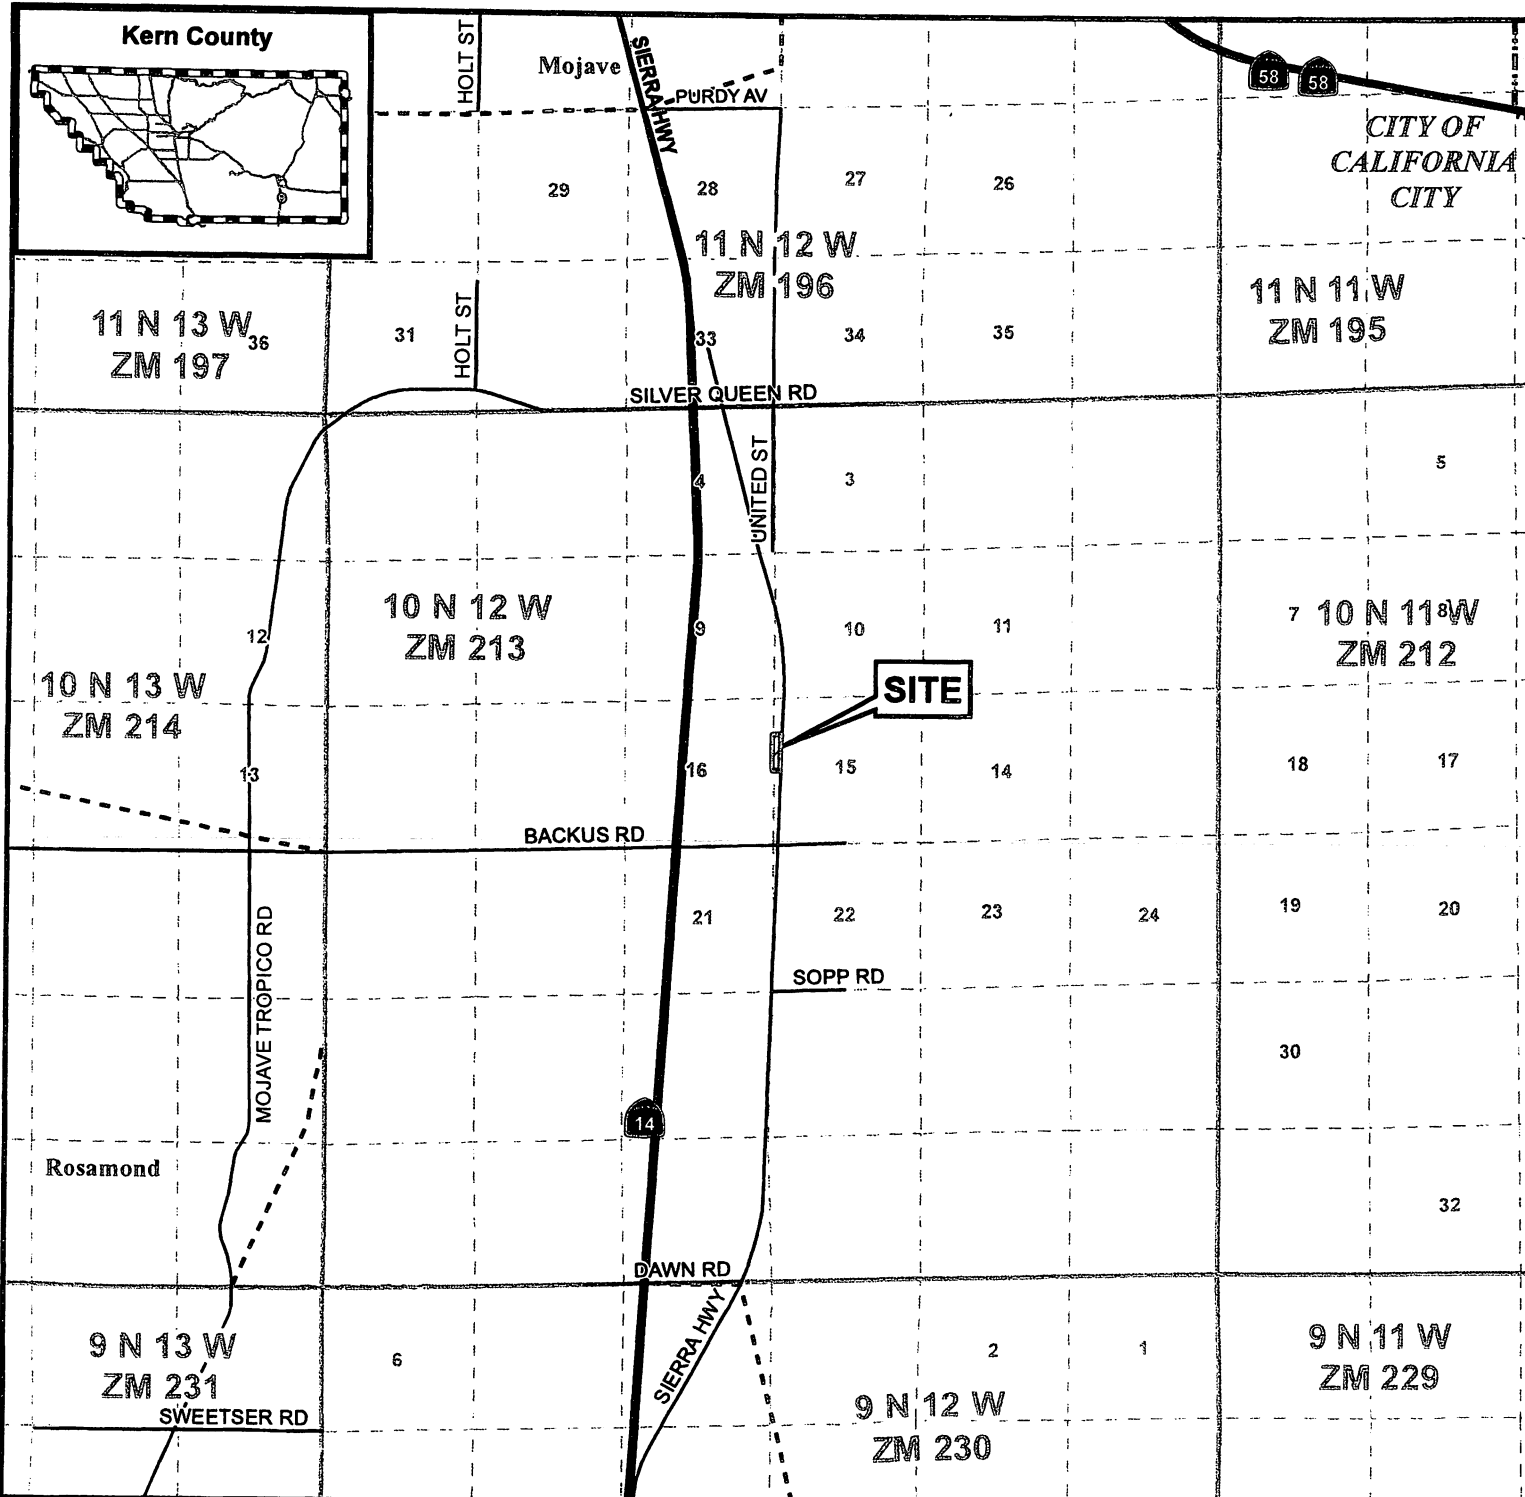 Kern County
HOLT ST
Mojave
SIERRA HWY
PURDY AV
58
58
CITY OF
CALIFORNIA
CITY
29
28
27
26
11 N 12 W
ZM 196
11 N 13 W
ZM 197
36
31
HOLT ST
33
34
35
11 N 11 W
ZM 195
SILVER QUEEN RD
4
UNITED ST
3
5
10 N 12 W
ZM 213
12
9
10
11
7
10 N 11 W
8
ZM 212
10 N 13 W
ZM 214
SITE
13
16
15
14
18
17
BACKUS RD
MOJAVE TROPICO RD
21
22
23
24
19
20
SOPP RD
30
14
Rosamond
32
DAWN RD
SIERRA HWY
9 N 13 W
ZM 231
6
2
1
9 N 11 W
ZM 229
SWEETSER RD
9 N 12 W
ZM 230